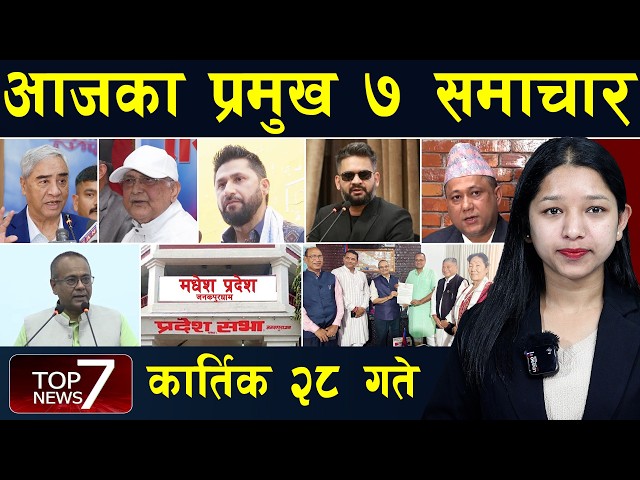 आजका प्रमुख ७ समाचार
मधेश प्रदेश
जनकपुरधाम
प्रदेश सभा
TOP 7
NEWS
कार्तिक २८ गते